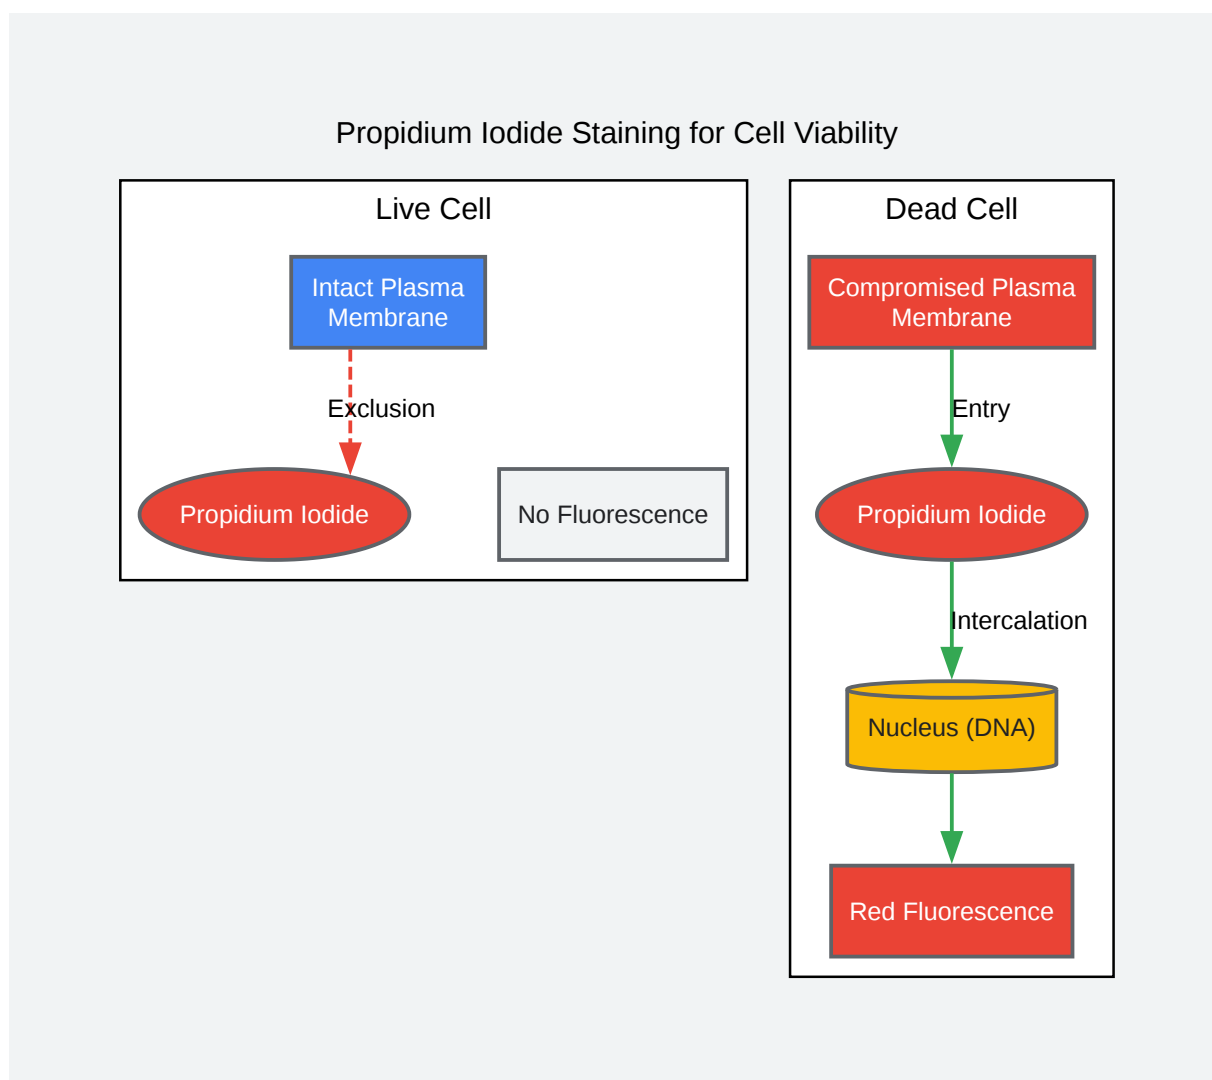 Propidium Iodide Staining for Cell Viability
Live Cell
Intact Plasma
Membrane
Exclusion
Propidium Iodide
No Fluorescence
Dead Cell
Compromised Plasma
Membrane
Entry
Propidium Iodide
Intercalation
Nucleus (DNA)
Red Fluorescence